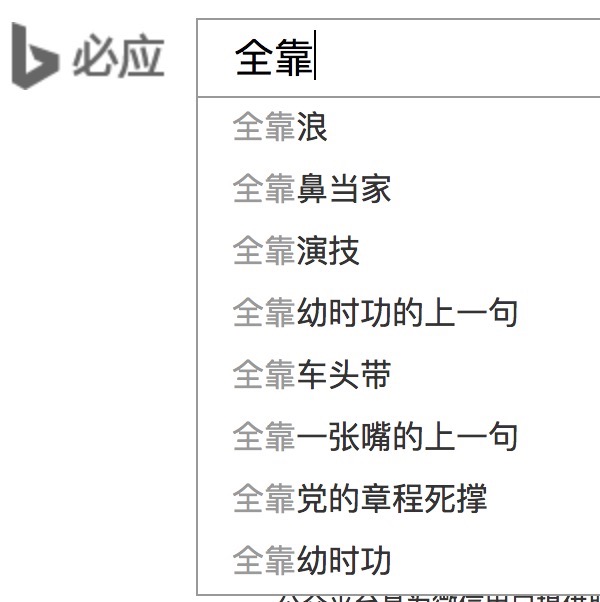 必应
全靠
全靠浪
全靠鼻当家
全靠演技
全靠幼时功的上一句
全靠车头带
全靠一张嘴的上一句
全靠党的章程死撑
全靠幼时功